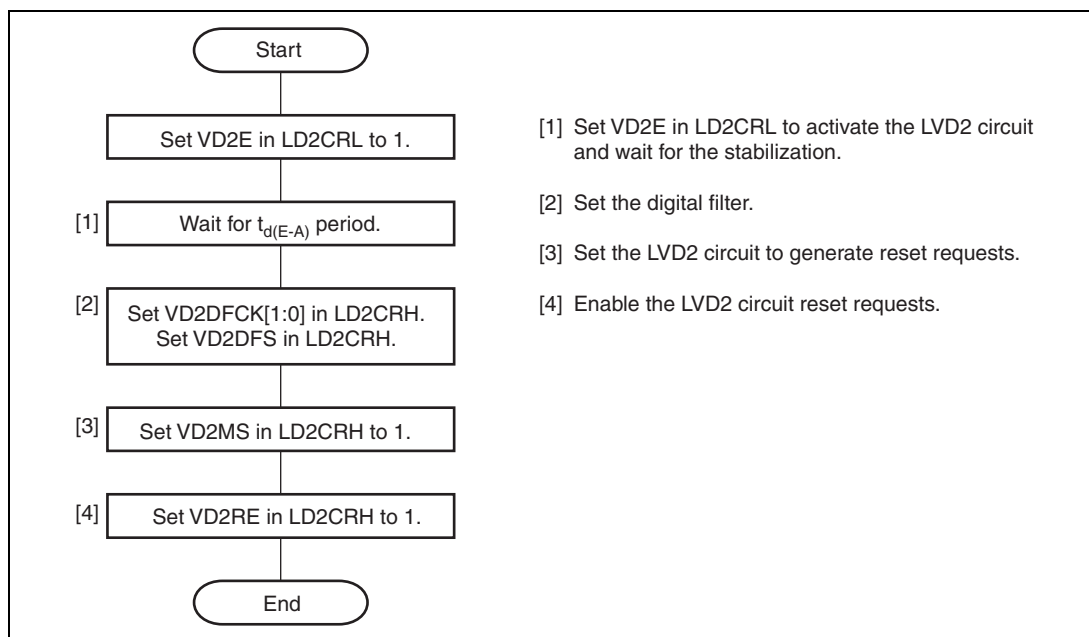 Start
Set VD2E in LD2CRL to 1.
[1] Wait for td(E-A) period.
[2] Set VD2DFCK[1:0] in LD2CRH.
Set VD2DFS in LD2CRH.
[3] Set VD2MS in LD2CRH to 1.
[4] Set VD2RE in LD2CRH to 1.
End
[1] Set VD2E in LD2CRL to activate the LVD2 circuit
and wait for the stabilization.
[2] Set the digital filter.
[3] Set the LVD2 circuit to generate reset requests.
[4] Enable the LVD2 circuit reset requests.